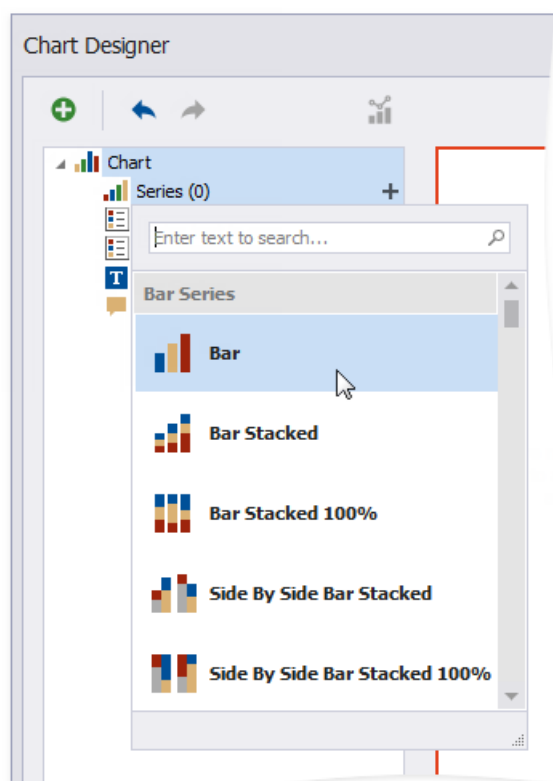 Chart Designer
Chart
Series (0)
Enter text to search...
Bar Series
Bar
Bar Stacked
Bar Stacked 100%
Side By Side Bar Stacked
Side By Side Bar Stacked 100%